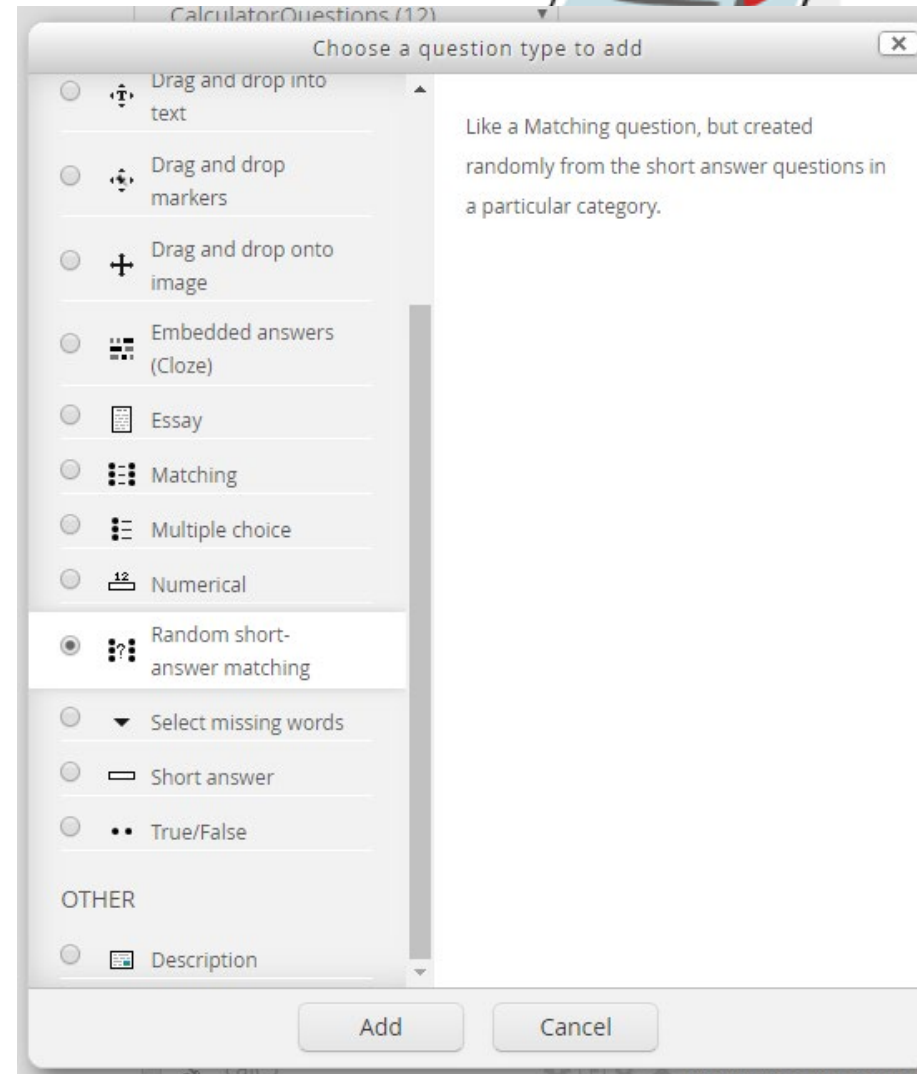 CalculatorQuestions (12)
Choose a question type to add
Drag and drop into
text
Drag and drop
markers
Drag and drop onto
image
Embedded answers
(Cloze)
Essay
Matching
Multiple choice
12
Numerical
Random short-
answer matching
Select missing words
Short answer
True/False
OTHER
Description
Like a Matching question, but created
randomly from the short answer questions in
a particular category.
Add
Cancel